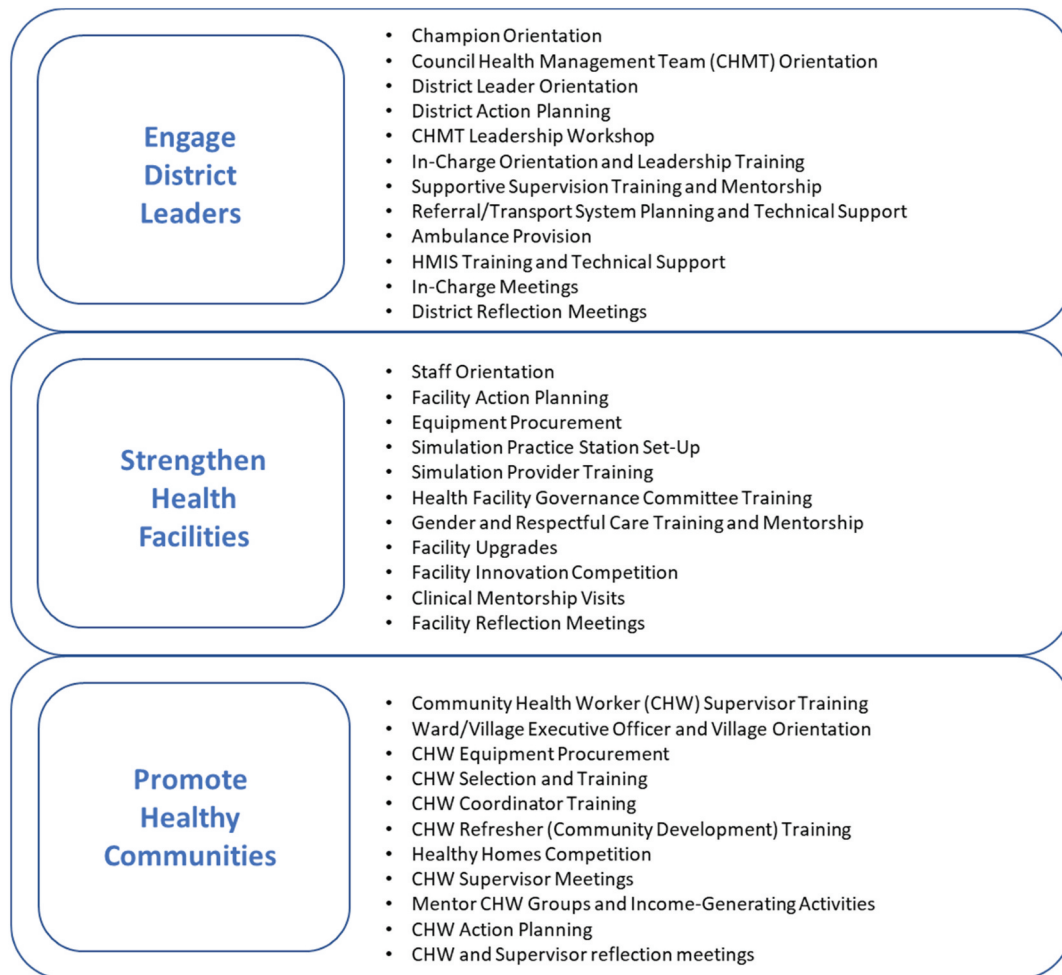 Engage
District
Leaders
• Champion Orientation
• Council Health Management Team (CHMT) Orientation
• District Leader Orientation
• District Action Planning
• CHMT Leadership Workshop
• In-Charge Orientation and Leadership Training
• Supportive Supervision Training and Mentorship
• Referral/Transport System Planning and Technical Support
• Ambulance Provision
• HMIS Training and Technical Support
• In-Charge Meetings
• District Reflection Meetings
Strengthen
Health
Facilities
• Staff Orientation
• Facility Action Planning
• Equipment Procurement
• Simulation Practice Station Set-Up
• Simulation Provider Training
• Health Facility Governance Committee Training
• Gender and Respectful Care Training and Mentorship
• Facility Upgrades
• Facility Innovation Competition
• Clinical Mentorship Visits
• Facility Reflection Meetings
Promote
Healthy
Communities
• Community Health Worker (CHW) Supervisor Training
• Ward/Village Executive Officer and Village Orientation
• CHW Equipment Procurement
• CHW Selection and Training
• CHW Coordinator Training
• CHW Refresher (Community Development) Training
• Healthy Homes Competition
• CHW Supervisor Meetings
• Mentor CHW Groups and Income-Generating Activities
• CHW Action Planning
• CHW and Supervisor reflection meetings